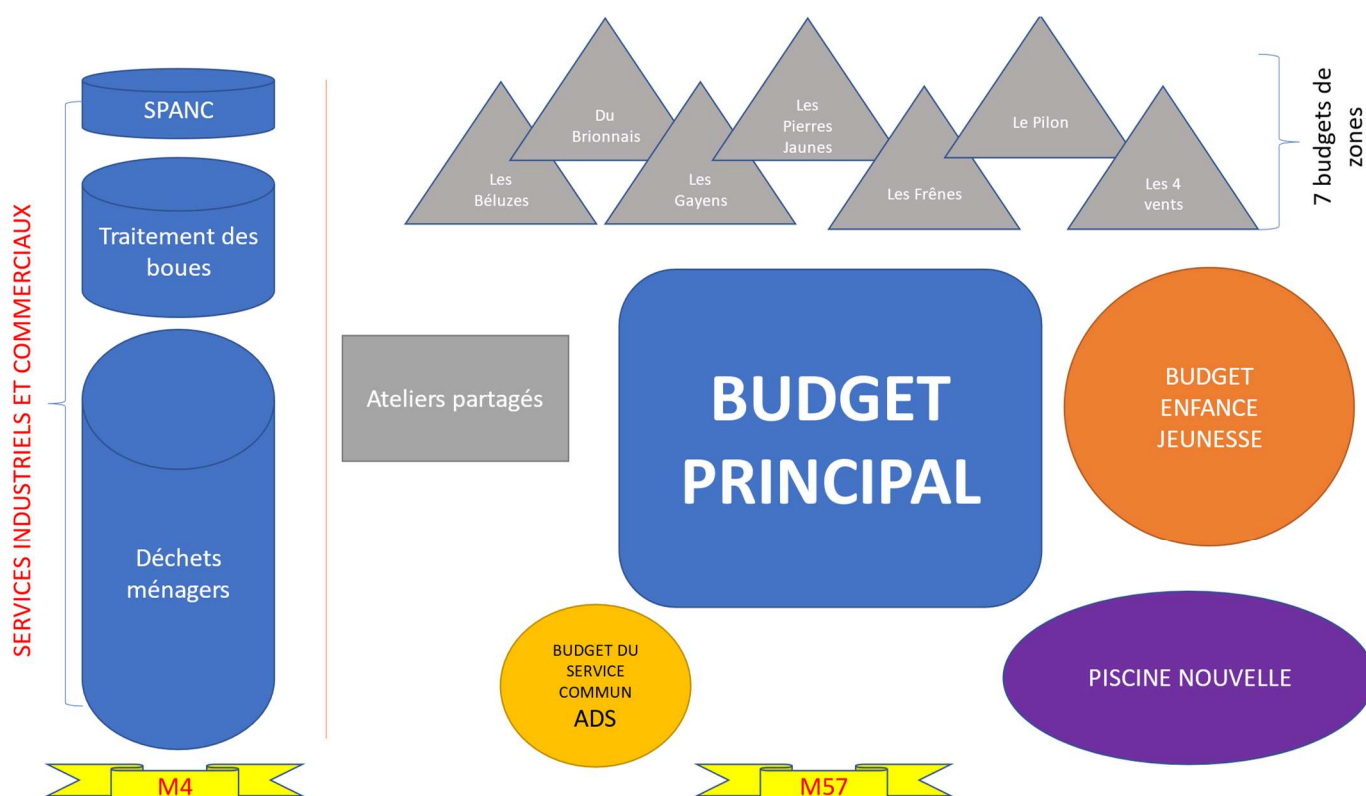 SERVICES INDUSTRIELS ET COMMERCIAUX
SPANC
Traitement des
boues
Déchets
ménagers
M4
Les
Béluzes
Du
Brionnais
Les
Gayens
Les
Pierres
Jaunes
Les Frênes
Le Pilon
Les 4
vents
7 budgets de
zones
Ateliers partagés
BUDGET
PRINCIPAL
BUDGET
ENFANCE
JEUNESSE
BUDGET DU
SERVICE
COMMUN
ADS
PISCINE NOUVELLE
M57